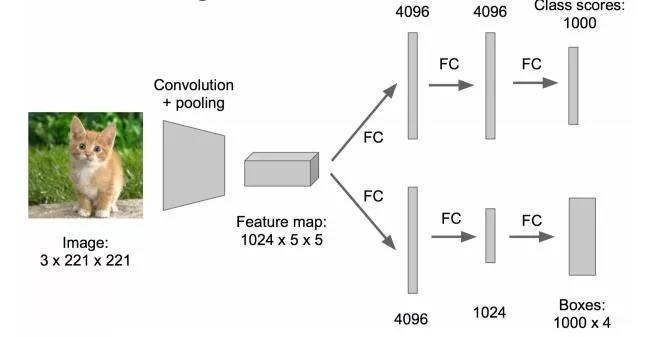 4096
4096
Class scores:
1000
FC
FC
Convolution
+ pooling
FC
Image:
3 x 221 x 221
Feature map:
1024 x 5 x 5
FC
FC
FC
4096
1024
Boxes:
1000 x 4